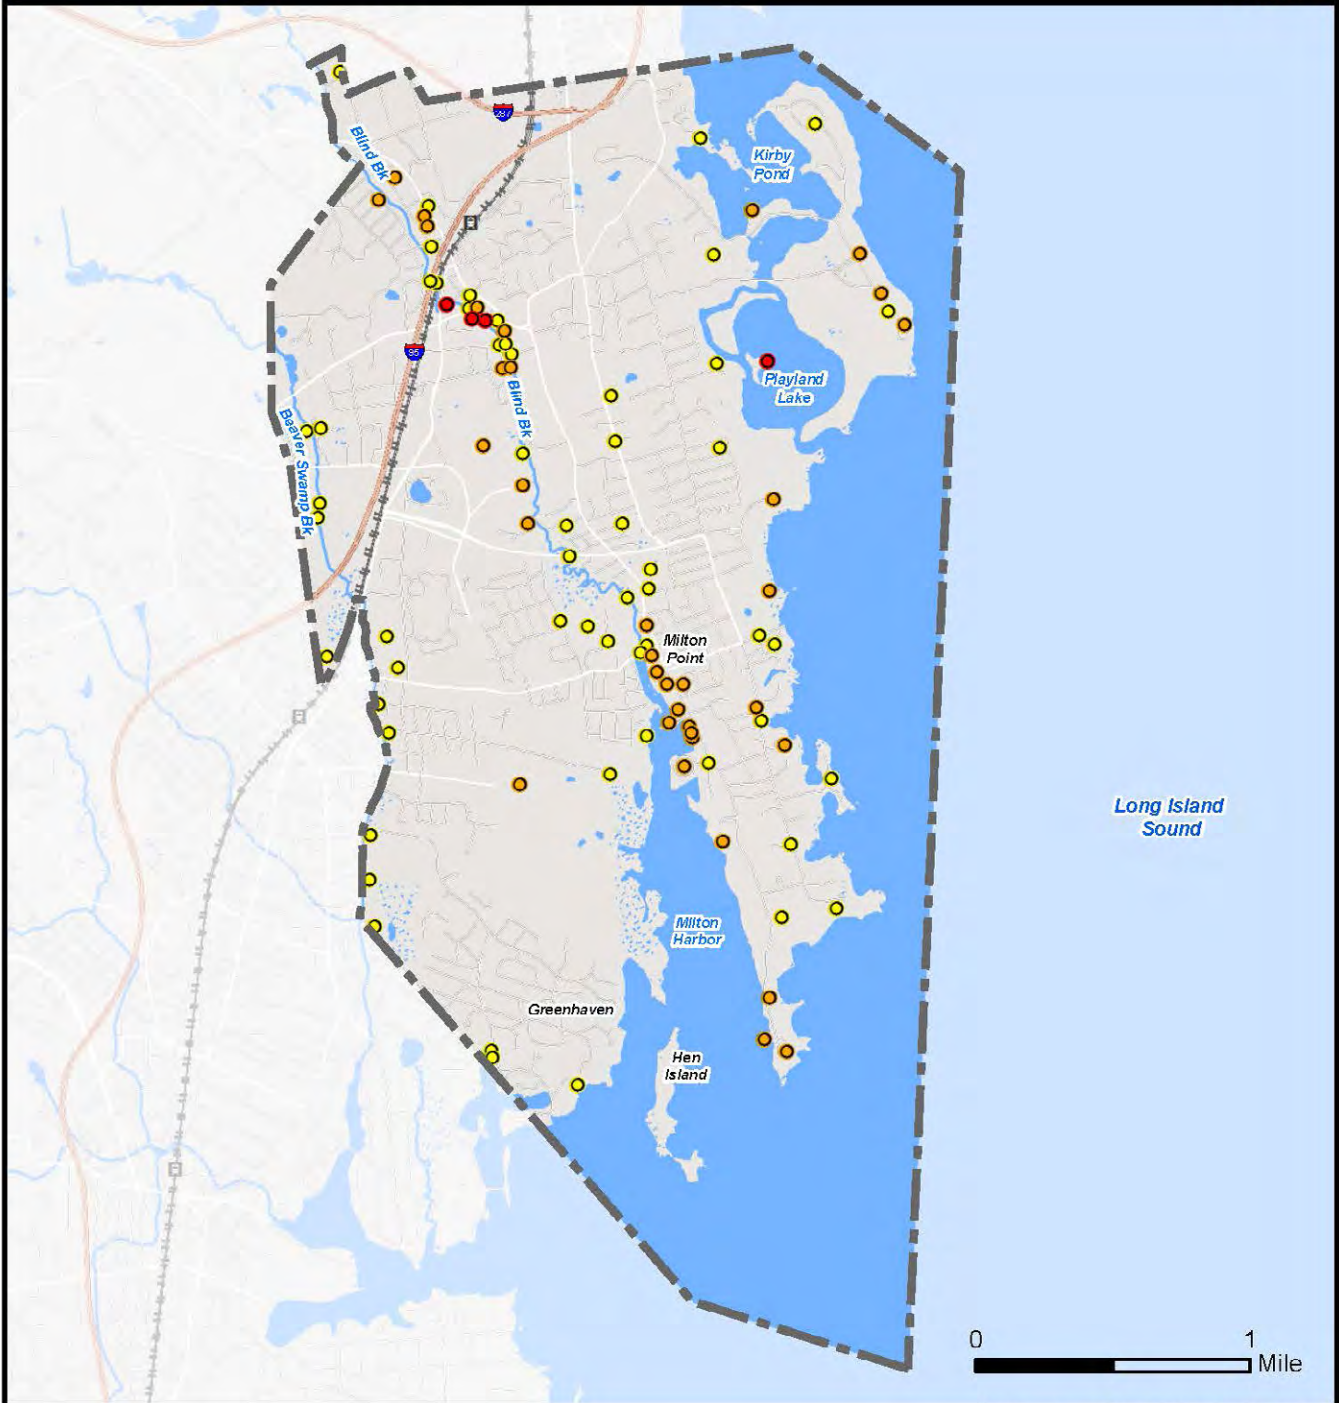 287
Blind Bk
Kirby
Pond
95
Playland
Lake
Blind Bk
Beaver Swamp Bk
Milton
Point
Long Island
Sound
Milton
Harbor
Greenhaven
Hen
Island
0 1
Mile